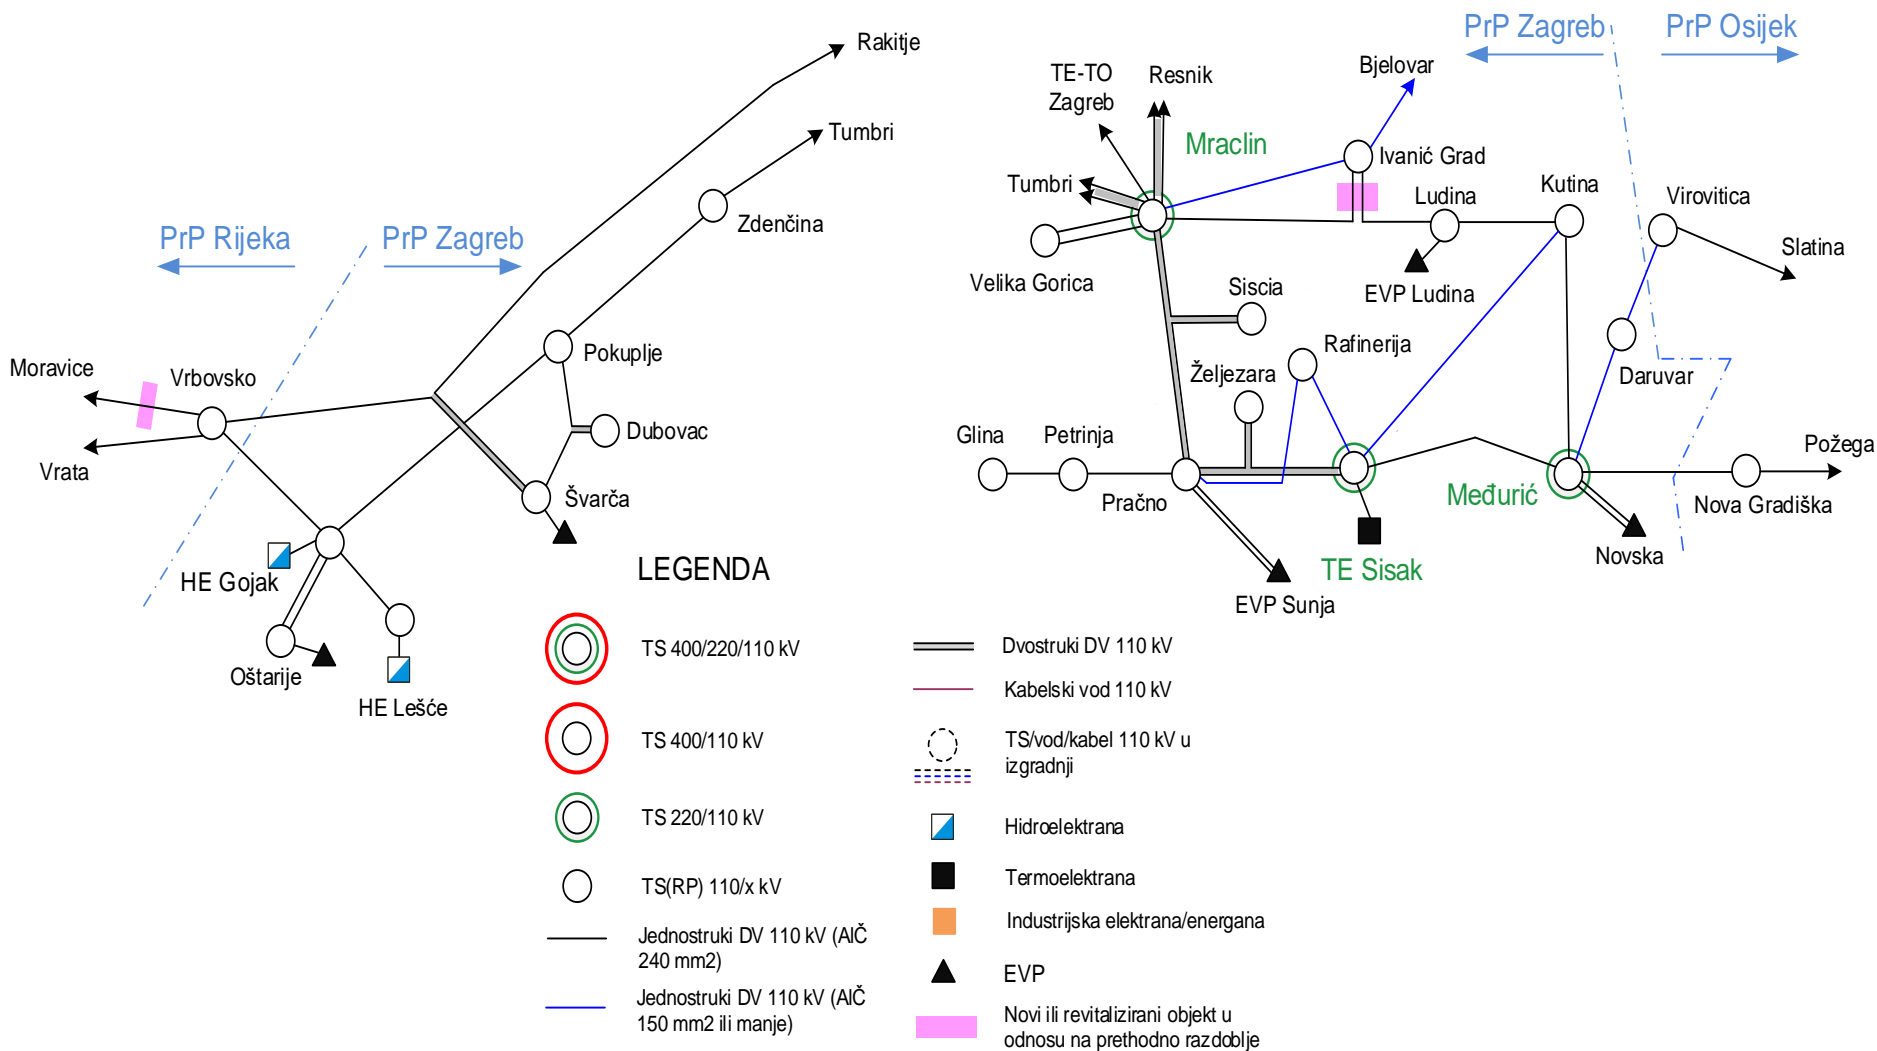 Rakitje
Tumbri
Zdenčina
PrP Rijeka
PrP Zagreb
Pokuplje
Moravice
Vrbovsko
Dubovac
Vrata
Švarča
HE Gojak
Oštarije
HE Lešće
PrP Zagreb
PrP Osijek
TE-TO
Zagreb
Resnik
Bjelovar
Mraclin
Ivanić Grad
Tumbri
Ludina
Kutina
Virovitica
Slatina
Velika Gorica
Siscia
EVP Ludina
Rafinerija
Željezara
Daruvar
Glina
Petrinja
Požega
Pračno
Međurić
Nova Gradiška
Novska
TE Sisak
EVP Sunja
LEGENDA
TS 400/220/110 kV
TS 400/110 kV
TS 220/110 kV
TS(RP) 110/x kV
Jednostruki DV 110 kV (AlČ
240 mm2)
Jednostruki DV 110 kV (AlČ
150 mm2 ili manje)
Dvostruki DV 110 kV
Kabelski vod 110 kV
TS/vod/kabel 110 kV u
izgradnji
Hidroelektrana
Termoelektrana
Industrijska elektrana/energana
EVP
Novi ili revitalizirani objekt u
odnosu na prethodno razdoblje